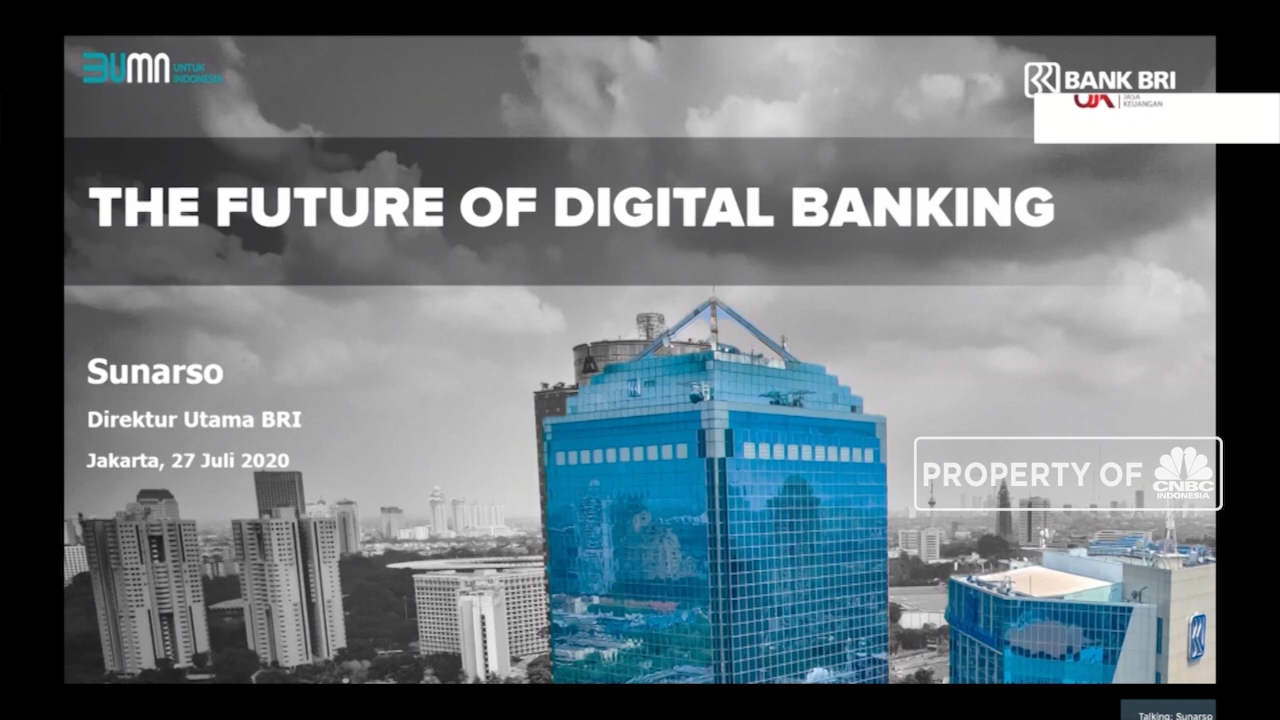 BUMN UNTUK
INDONESIA
BANK BRI
JASA
KEUANGAN
THE FUTURE OF DIGITAL BANKING
Sunarso
Direktur Utama BRI
Jakarta, 27 Juli 2020
PROPERTY OF CNBC
INDONESIA
Talking: Sunarso